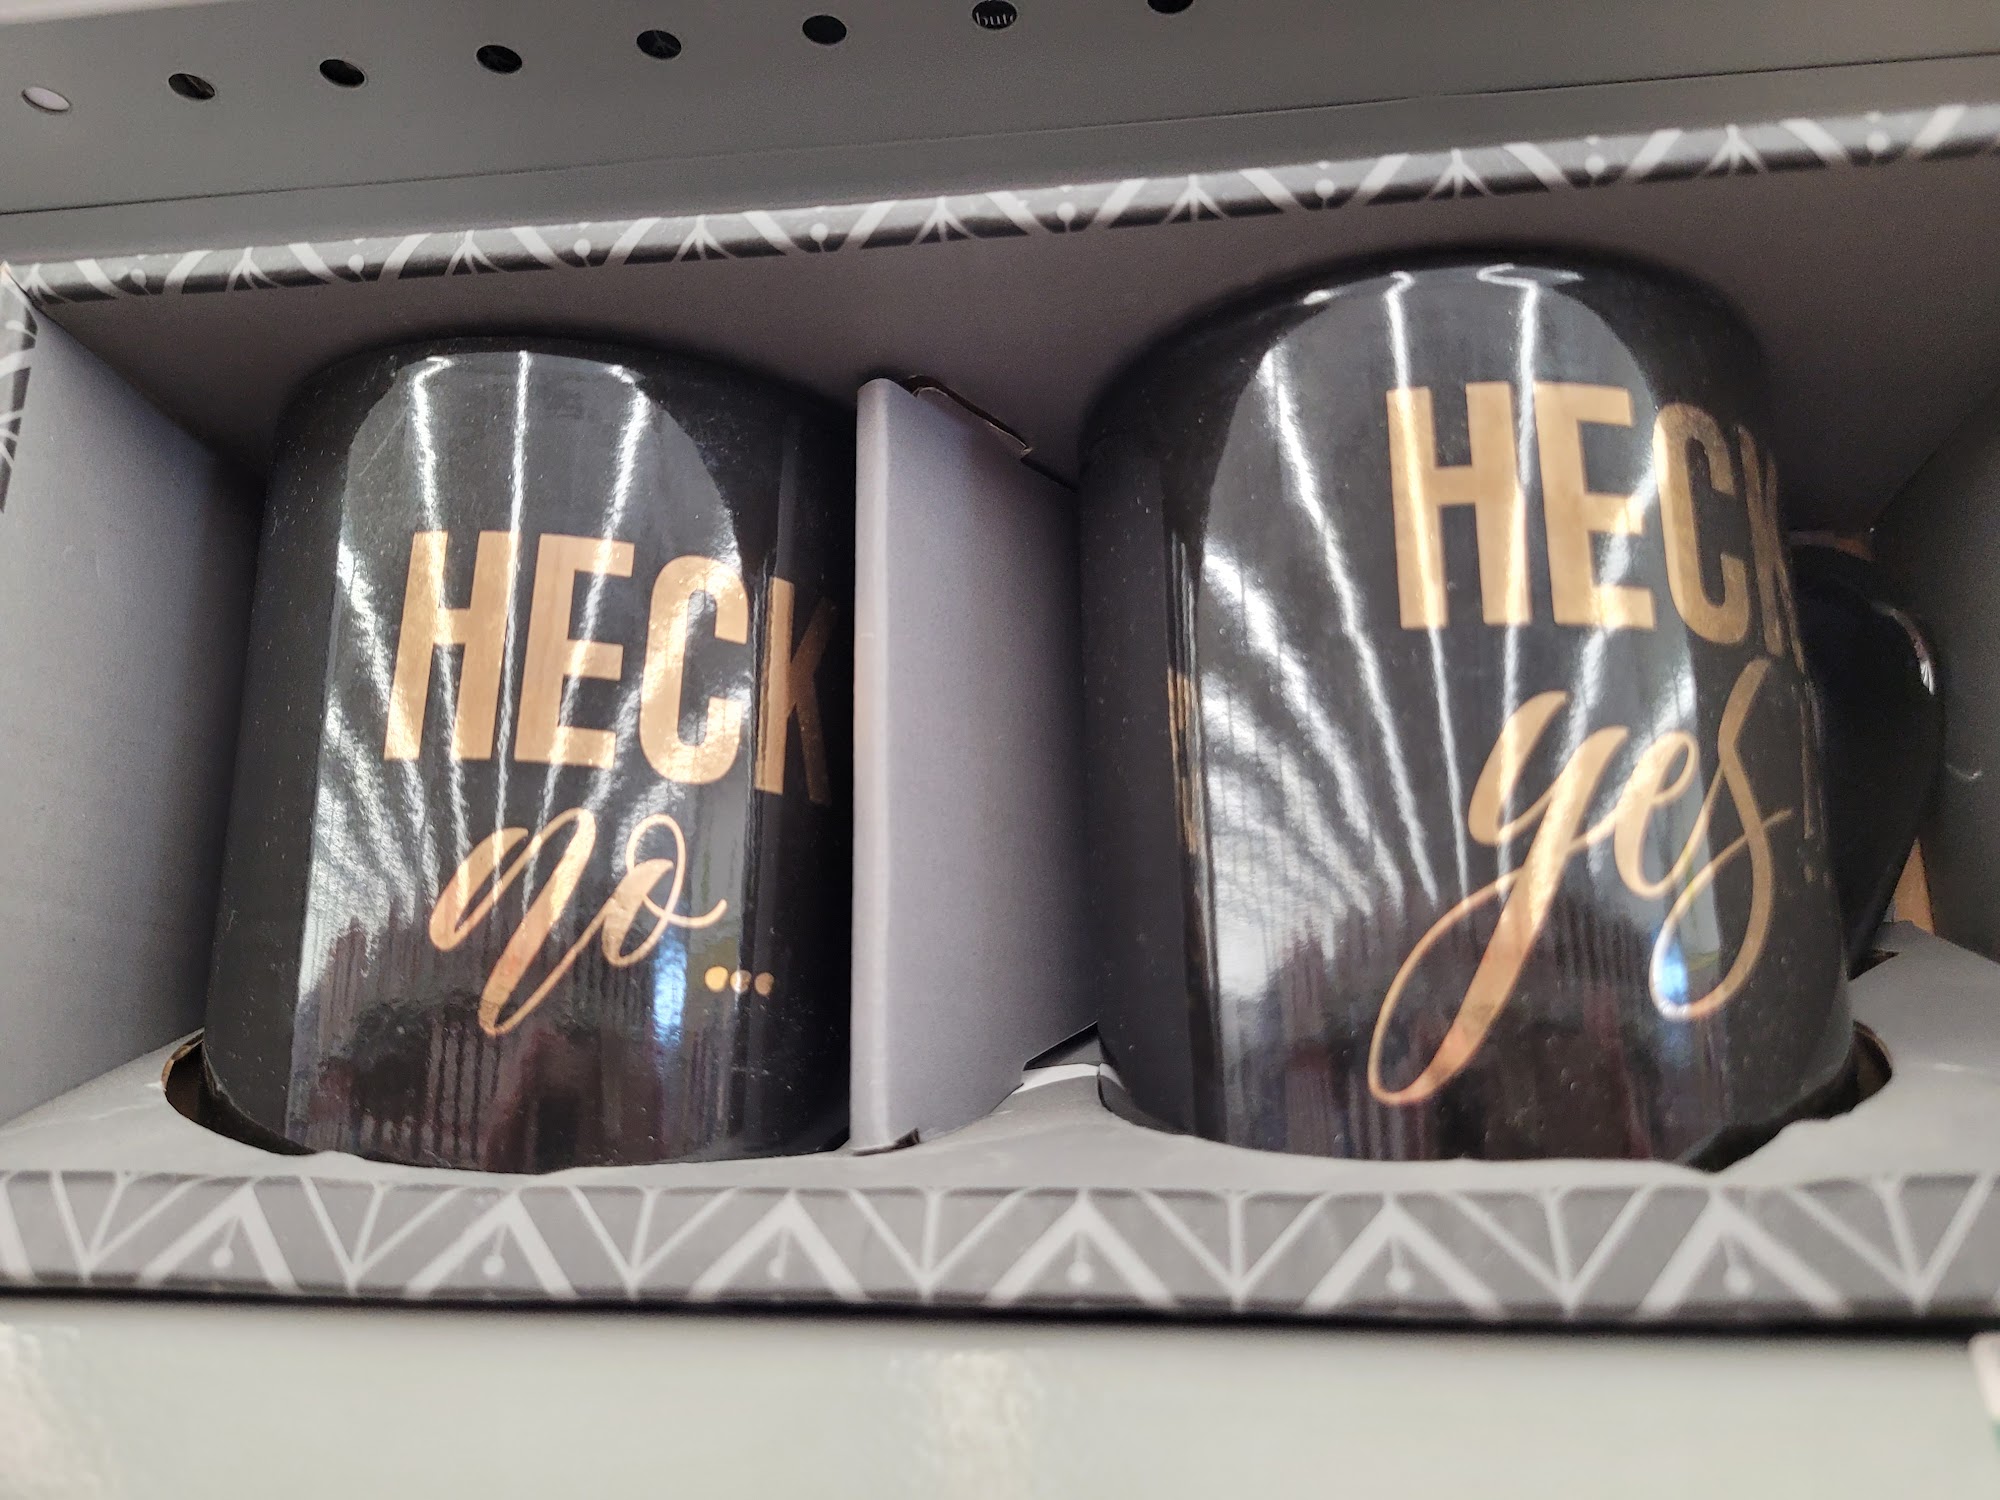 HECK
no
...
HECK
yes